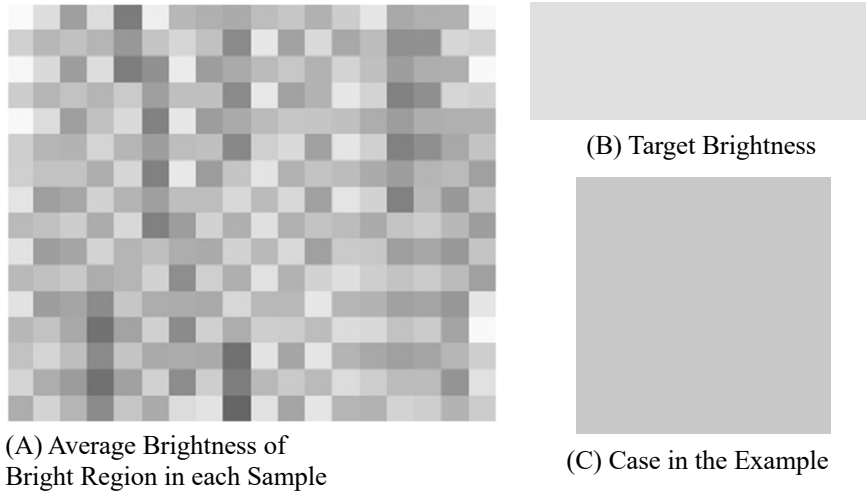 (A) Average Brightness of
Bright Region in each Sample
(B) Target Brightness
(C) Case in the Example